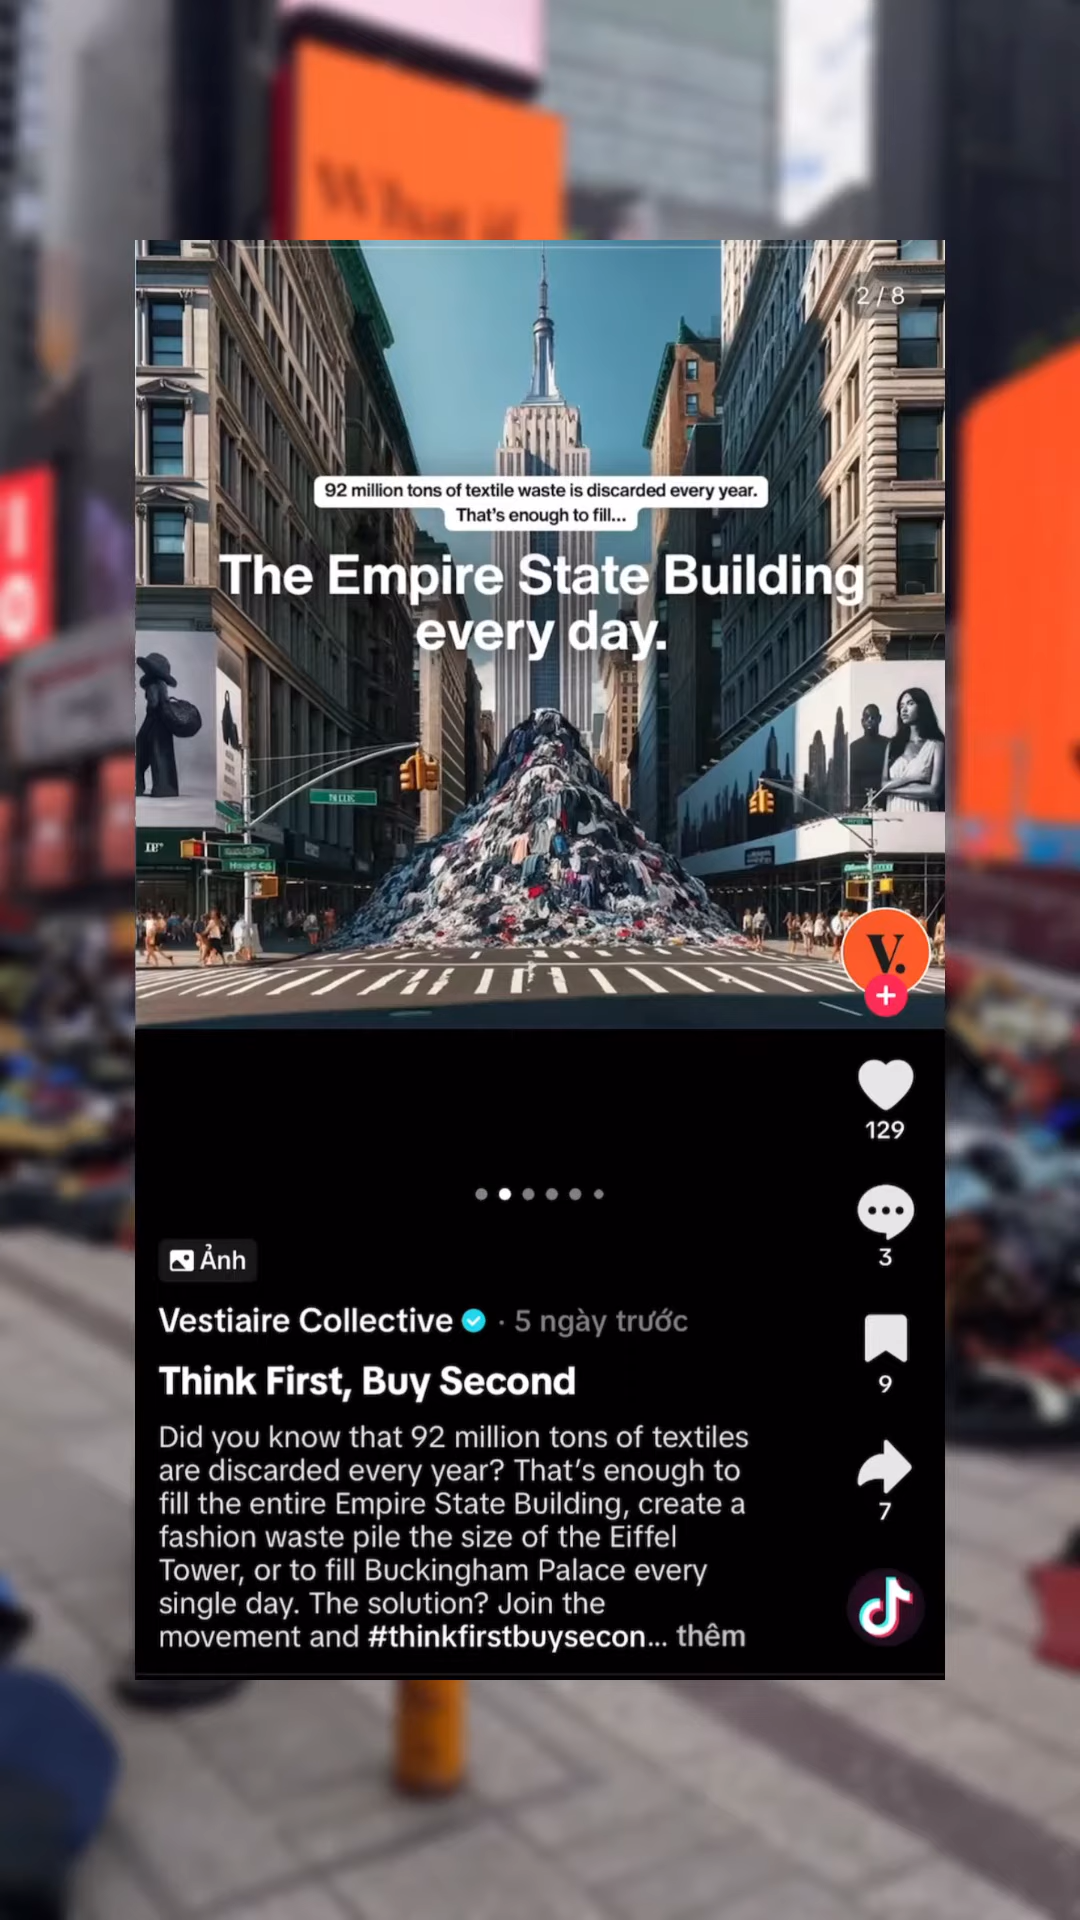 What if
2 / 8
92 million tons of textile waste is discarded every year.
That's enough to fill...
The Empire State Building
every day.
V.
129
3
9
7
Ảnh
Vestiaire Collective · 5 ngày trước
Think First, Buy Second
Did you know that 92 million tons of textiles
are discarded every year? That's enough to
fill the entire Empire State Building, create a
fashion waste pile the size of the Eiffel
Tower, or to fill Buckingham Palace every
single day. The solution? Join the
movement and #thinkfirstbuysecon... thêm